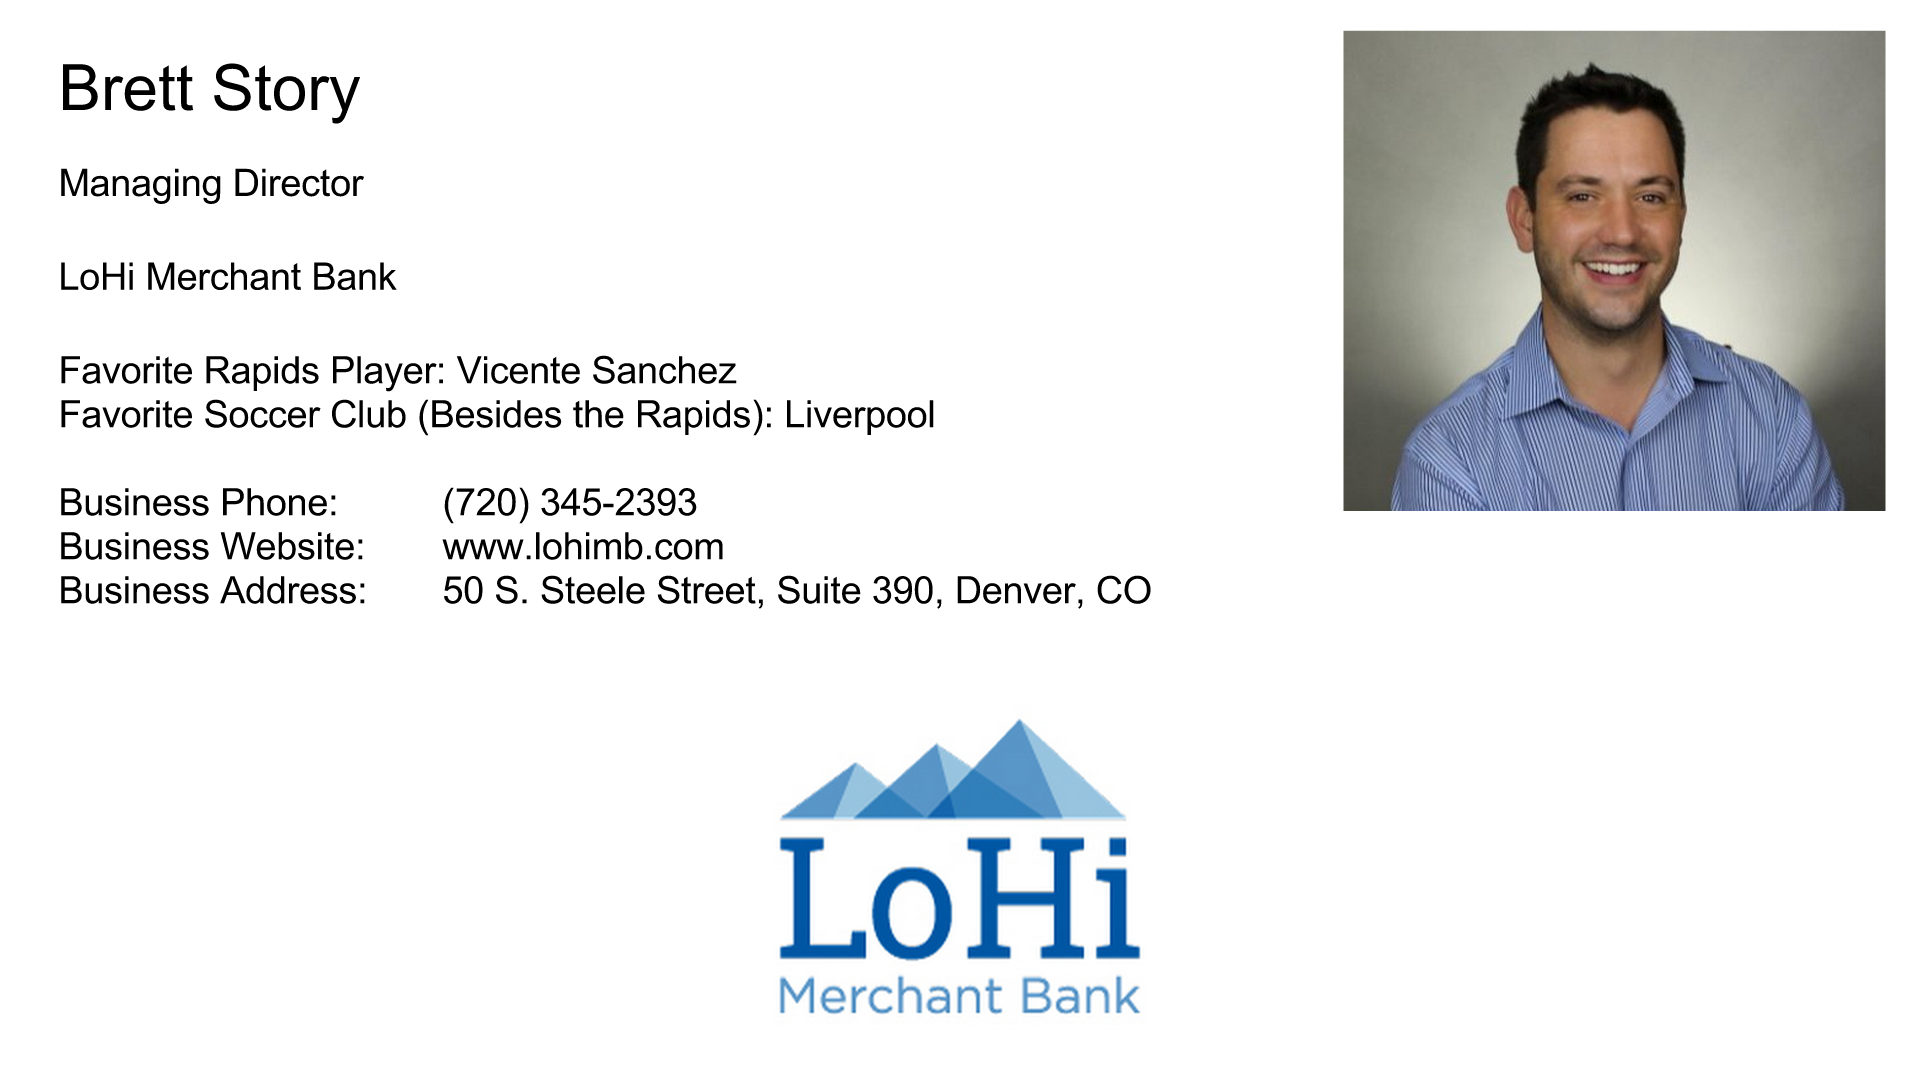 Brett Story
Managing Director
LoHi Merchant Bank
Favorite Rapids Player: Vicente Sanchez
Favorite Soccer Club (Besides the Rapids): Liverpool
Business Phone: (720) 345-2393
Business Website: www.lohimb.com
Business Address: 50 S. Steele Street, Suite 390, Denver, CO
LoHi
Merchant Bank